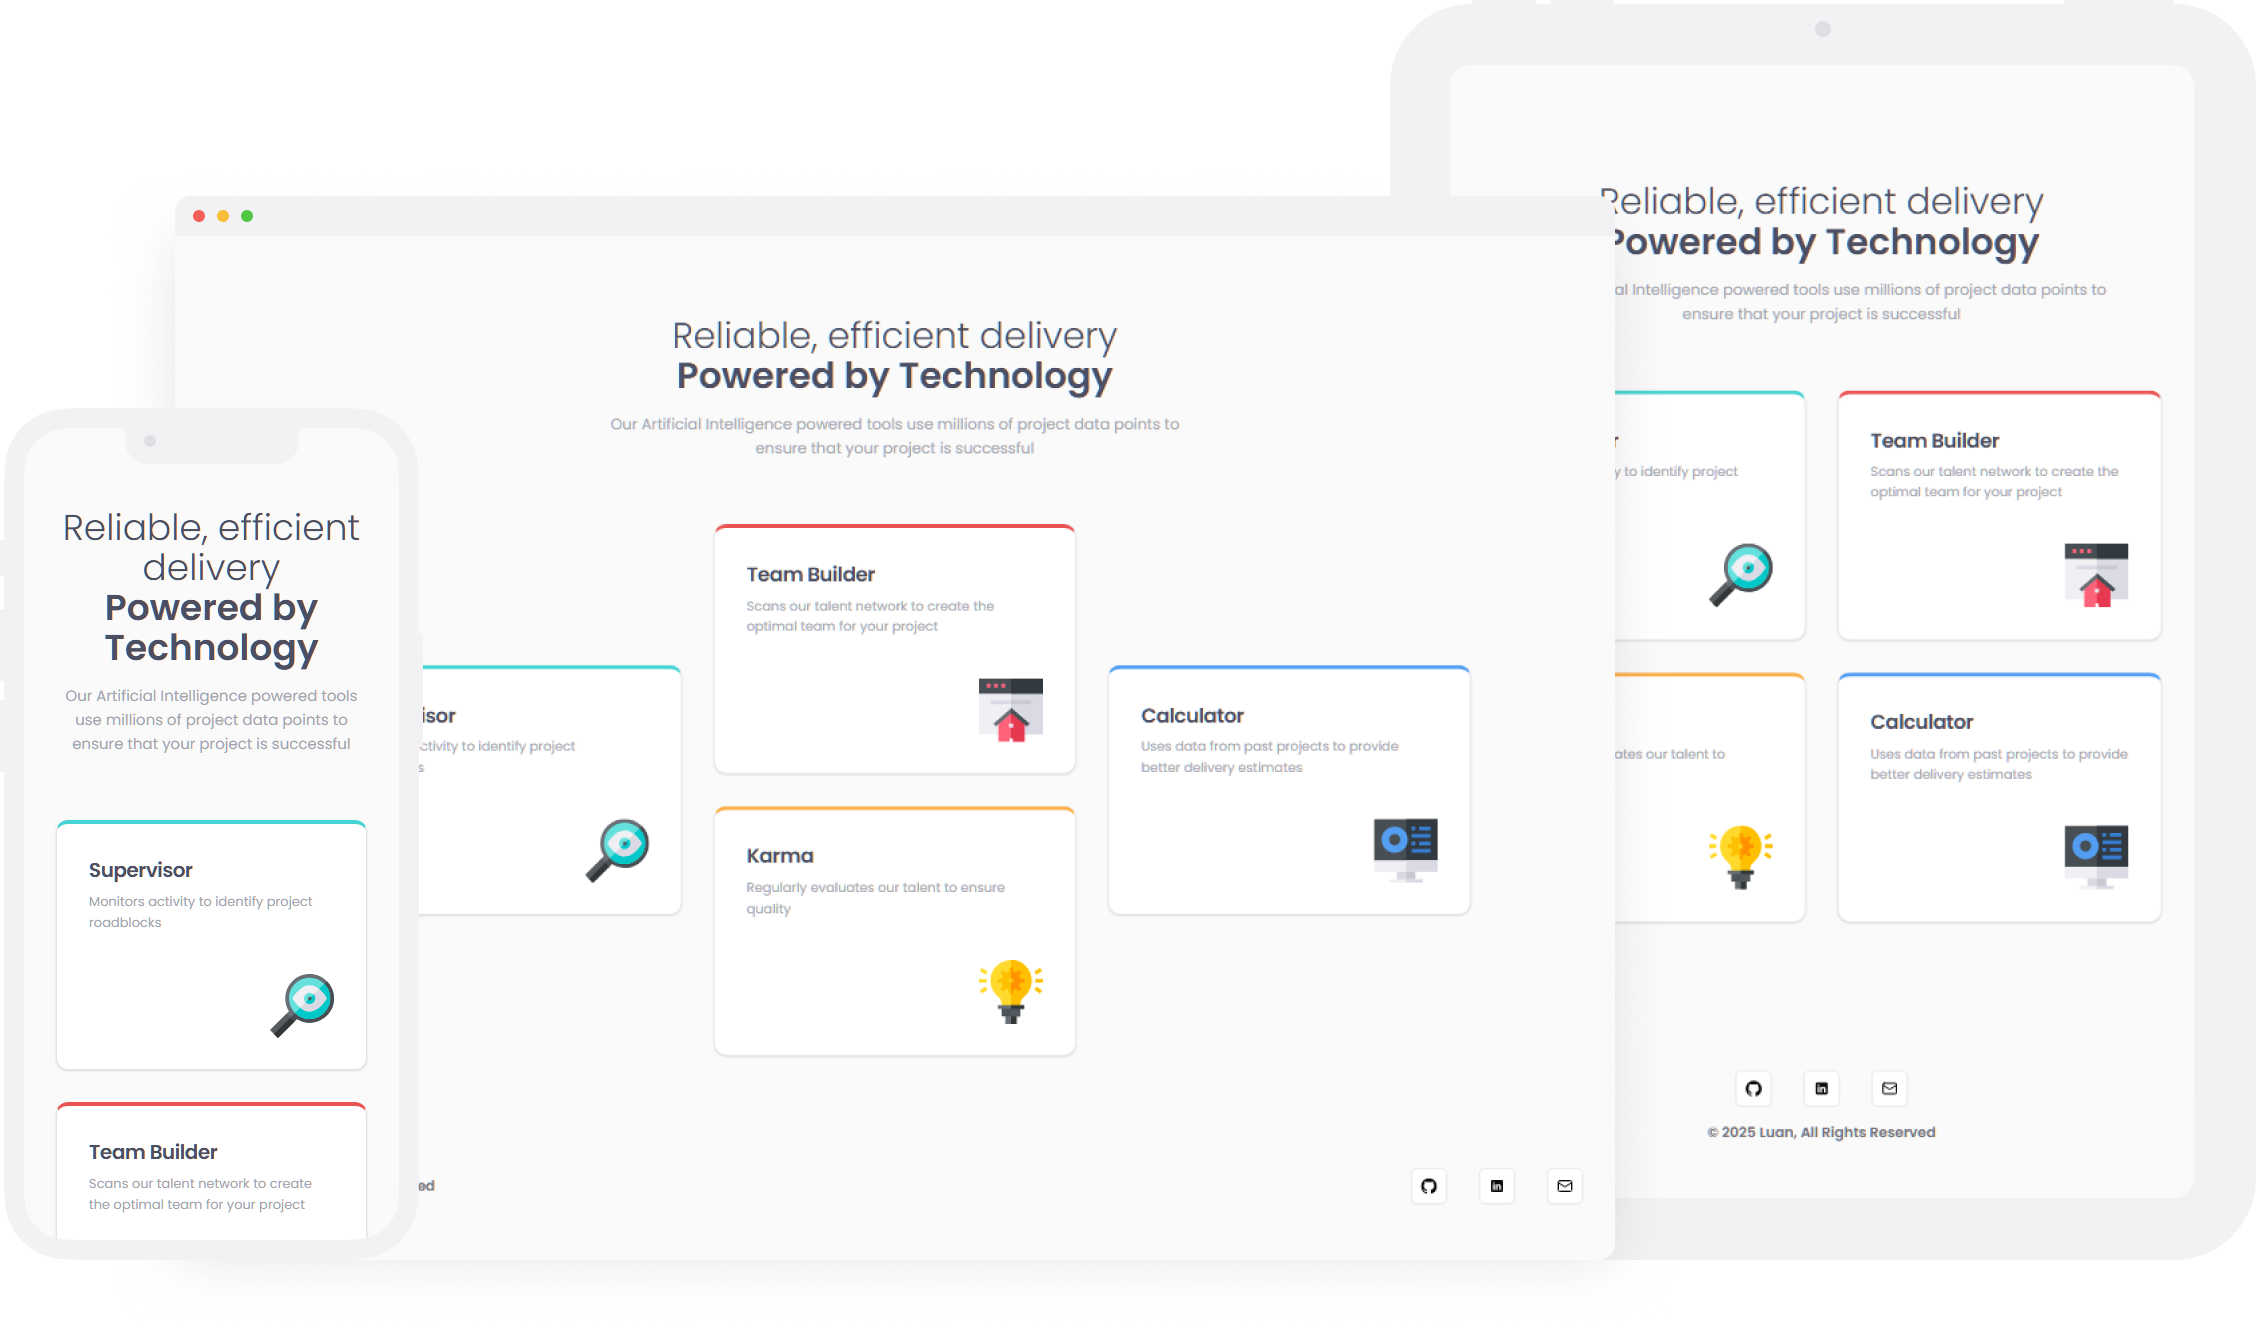 Reliable, efficient
delivery
Powered by
Technology
Our Artificial Intelligence powered tools
use millions of project data points to
ensure that your project is successful
Supervisor
Monitors activity to identify project
roadblocks
Team Builder
Scans our talent network to create
the optimal team for your project
Reliable, efficient delivery
Powered by Technology
Our Artificial Intelligence powered tools use millions of project data points to
ensure that your project is successful
Team Builder
Scans our talent network to create the
optimal team for your project
isor
ctivity to identify project
s
Karma
Regularly evaluates our talent to ensure
quality
Calculator
Uses data from past projects to provide
better delivery estimates
ed
Reliable, efficient delivery
Powered by Technology
al Intelligence powered tools use millions of project data points to
ensure that your project is successful
r
y to identify project
Team Builder
Scans our talent network to create the
optimal team for your project
ates our talent to
Calculator
Uses data from past projects to provide
better delivery estimates
© 2025 Luan, All Rights Reserved